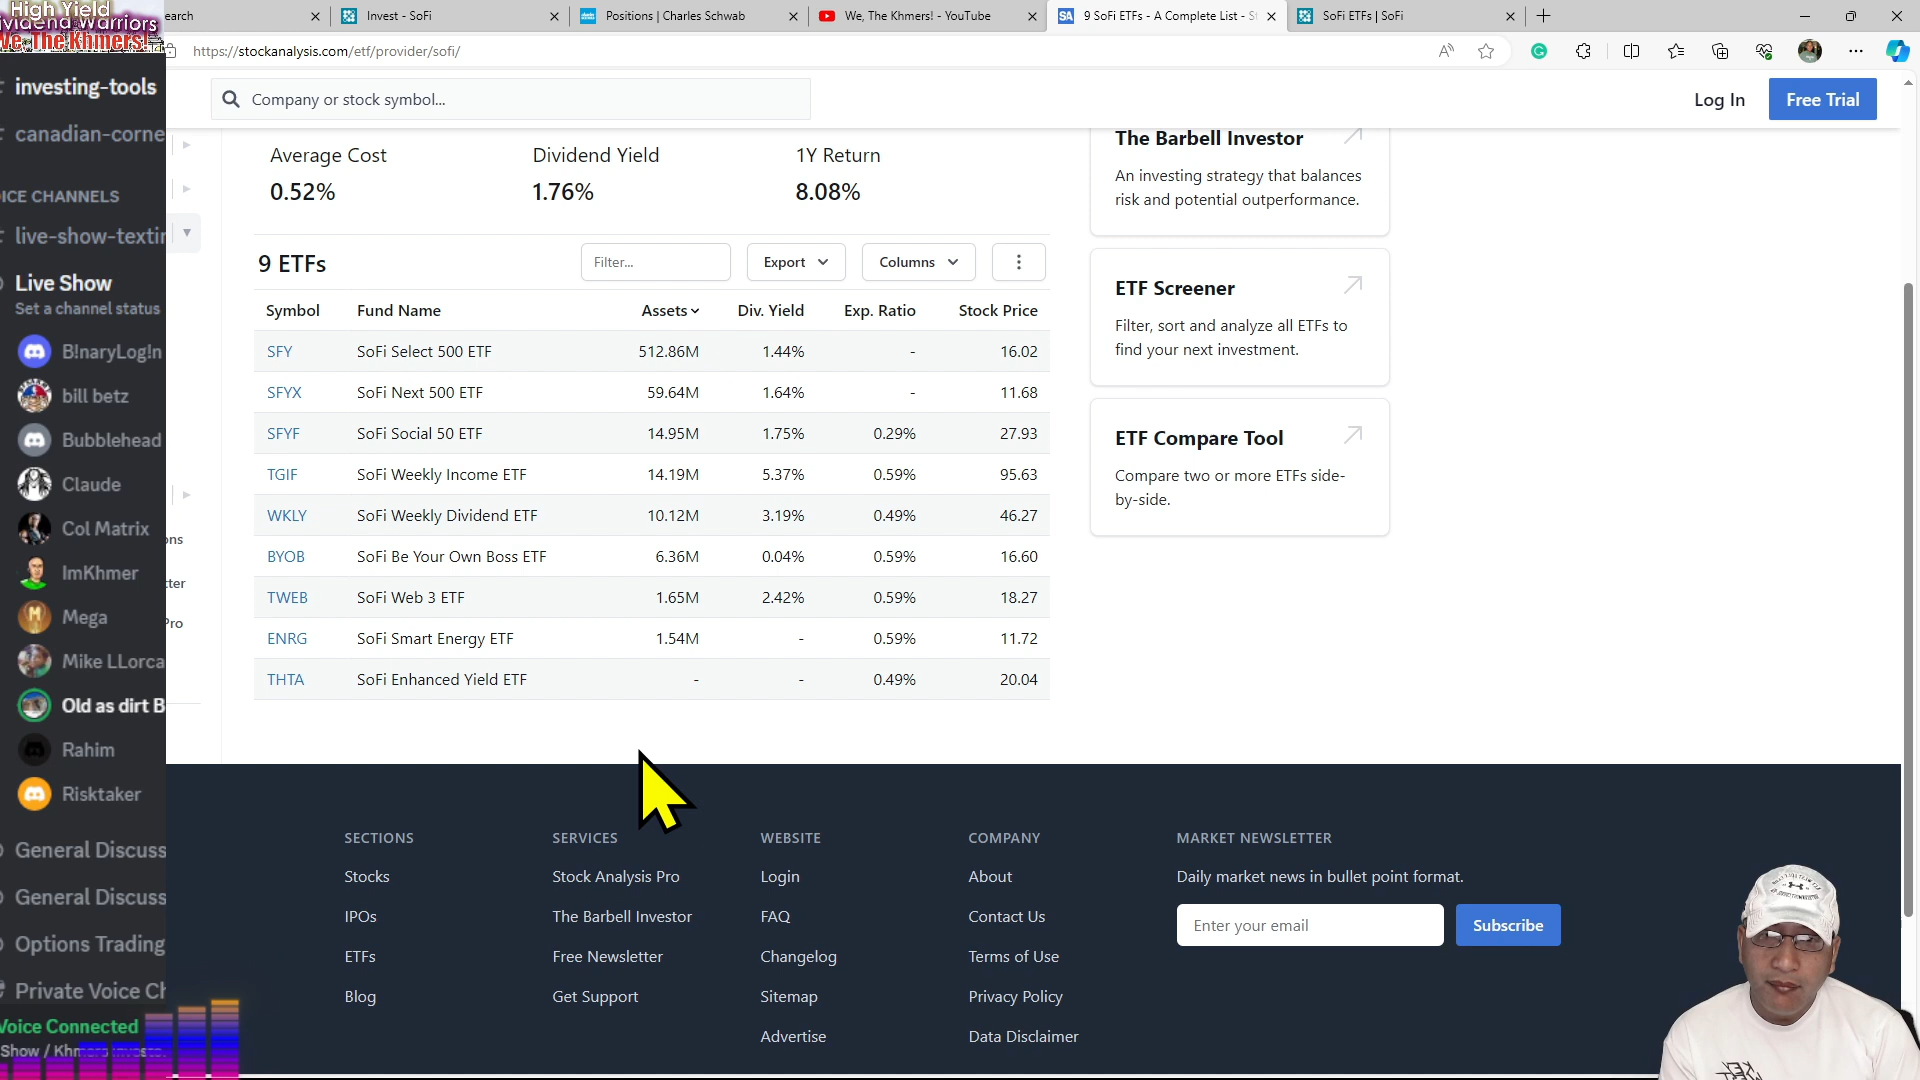 High Yield
Dividend Warriors
We, The Khmers!
earch
Invest - SoFi
Positions | Charles Schwab
We, The Khmers! - YouTube
9 SoFi ETFs - A Complete List - S
SoFi ETFs | SoFi
https://stockanalysis.com/etf/provider/sofi/
Company or stock symbol...
Log In
Free Trial
investing-tools
canadian-corne
OICE CHANNELS
live-show-textin
Live Show
Set a channel status
B!naryLog!n
bill betz
Bubblehead
Claude
Col Matrix
ImKhmer
Mega
Mike LLorca
Old as dirt B
Rahim
Risktaker
General Discuss
General Discuss
Options Trading
Private Voice Ch
Voice Connected
Show / Khmers Investo
ons
tter
Pro
Average Cost
Dividend Yield
1Y Return
0.52%
1.76%
8.08%
9 ETFs
Filter...
Export
Columns
Symbol Fund Name Assets Div. Yield Exp. Ratio Stock Price
SFY SoFi Select 500 ETF 512.86M 1.44% - 16.02
SFYX SoFi Next 500 ETF 59.64M 1.64% - 11.68
SFYF SoFi Social 50 ETF 14.95M 1.75% 0.29% 27.93
TGIF SoFi Weekly Income ETF 14.19M 5.37% 0.59% 95.63
WKLY SoFi Weekly Dividend ETF 10.12M 3.19% 0.49% 46.27
BYOB SoFi Be Your Own Boss ETF 6.36M 0.04% 0.59% 16.60
TWEB SoFi Web 3 ETF 1.65M 2.42% 0.59% 18.27
ENRG SoFi Smart Energy ETF 1.54M - 0.59% 11.72
THTA SoFi Enhanced Yield ETF - - 0.49% 20.04
The Barbell Investor
An investing strategy that balances
risk and potential outperformance.
ETF Screener
Filter, sort and analyze all ETFs to
find your next investment.
ETF Compare Tool
Compare two or more ETFs side-
by-side.
SECTIONS
Stocks
IPOs
ETFs
Blog
SERVICES
Stock Analysis Pro
The Barbell Investor
Free Newsletter
Get Support
WEBSITE
Login
FAQ
Changelog
Sitemap
Advertise
COMPANY
About
Contact Us
Terms of Use
Privacy Policy
Data Disclaimer
MARKET NEWSLETTER
Daily market news in bullet point format.
Enter your email
Subscribe